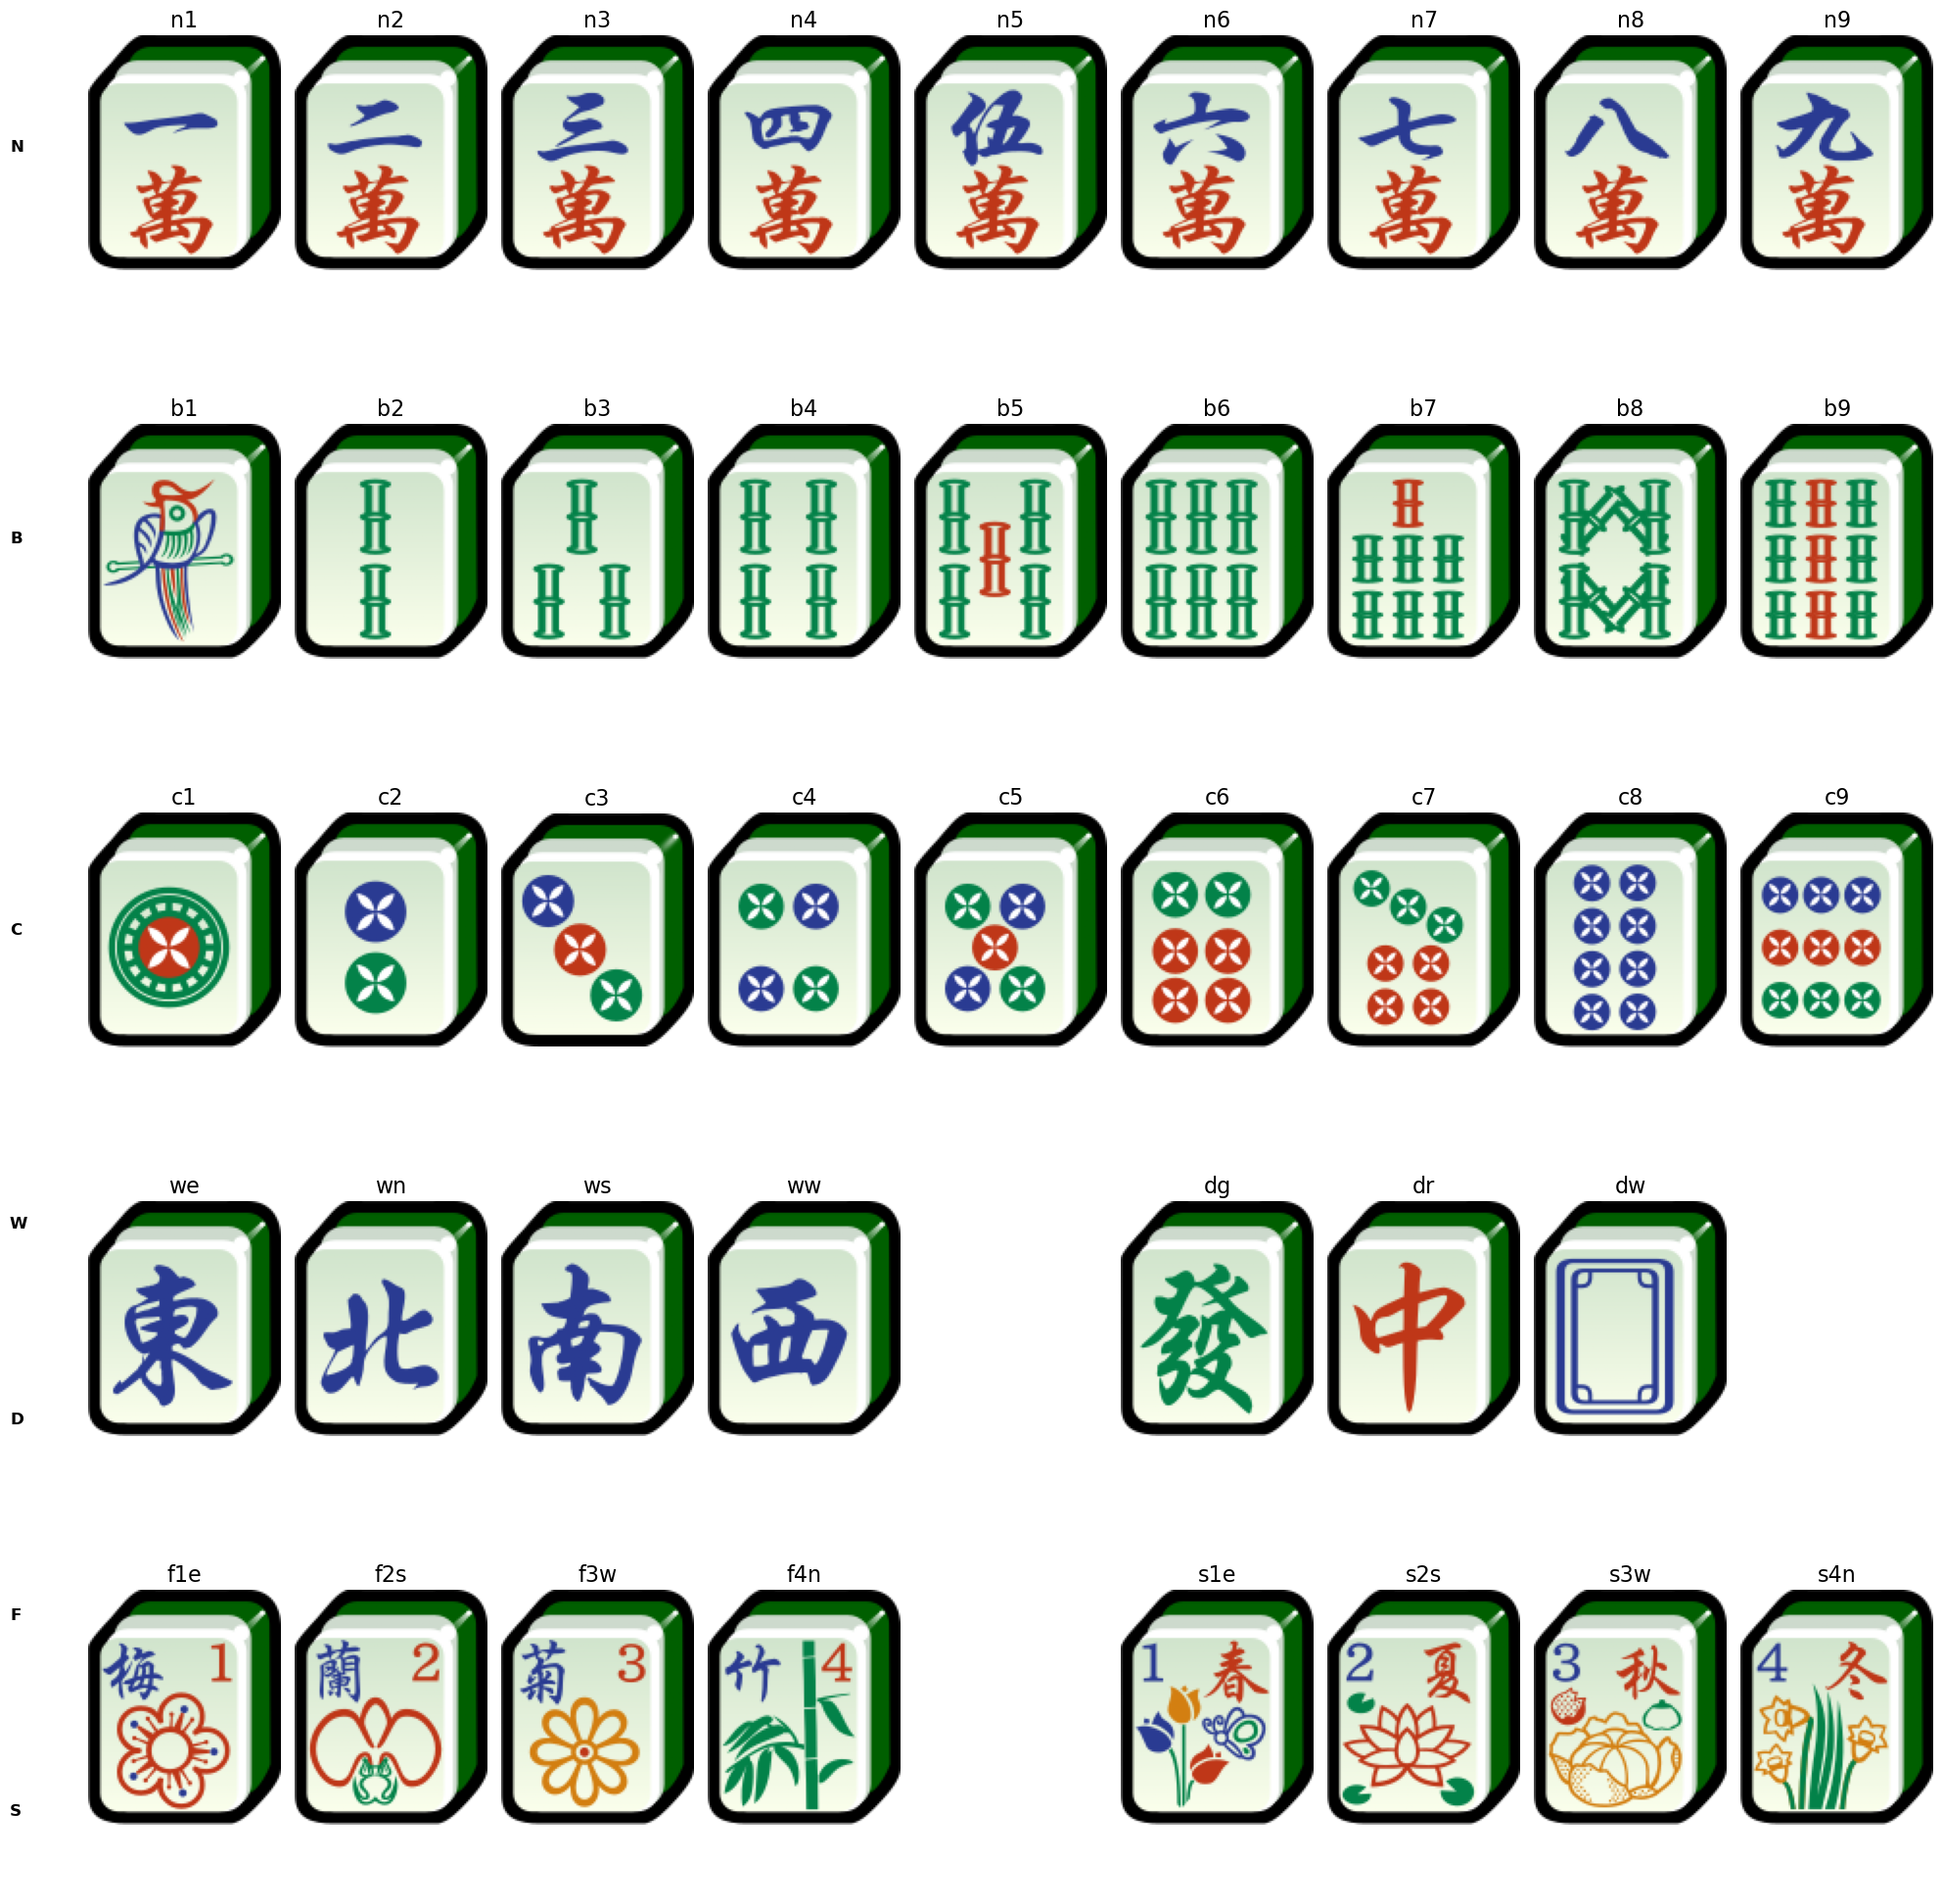 n1 n2 n3 n4 n5 n6 n7 n8 n9
N
一 二 三 四 伍 六 七 八 九
萬 萬 萬 萬 萬 萬 萬 萬 萬
b1 b2 b3 b4 b5 b6 b7 b8 b9
B
c1 c2 c3 c4 c5 c6 c7 c8 c9
C
we wn ws ww dg dr dw
W
東 北 南 西 發 中
D
f1e f2s f3w f4n s1e s2s s3w s4n
F
梅 1 蘭 2 菊 3 竹 4 1 春 2 夏 3 秋 4 冬
S